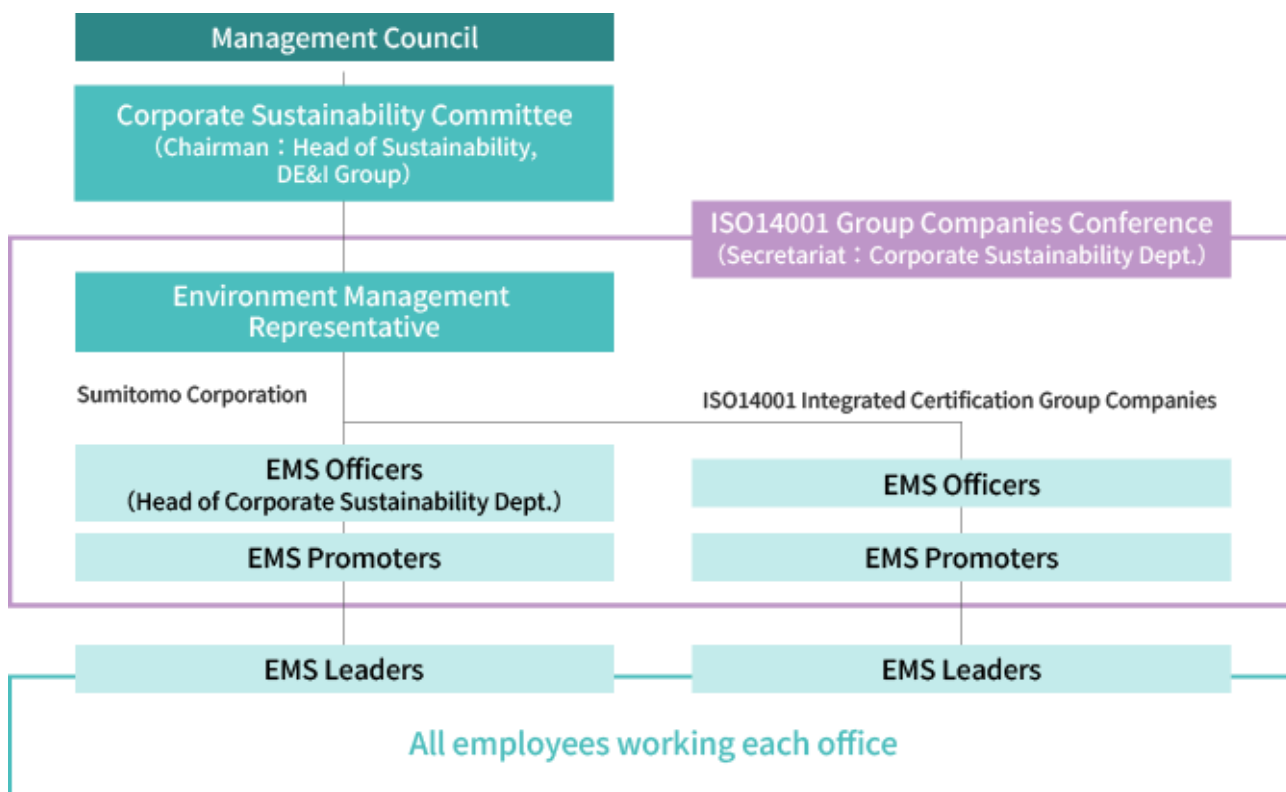 Management Council
Corporate Sustainability Committee
（Chairman：Head of Sustainability,
DE&I Group）
ISO14001 Group Companies Conference
（Secretariat：Corporate Sustainability Dept.）
Environment Management
Representative
Sumitomo Corporation
ISO14001 Integrated Certification Group Companies
EMS Officers
（Head of Corporate Sustainability Dept.）
EMS Officers
EMS Promoters
EMS Promoters
EMS Leaders
EMS Leaders
All employees working each office